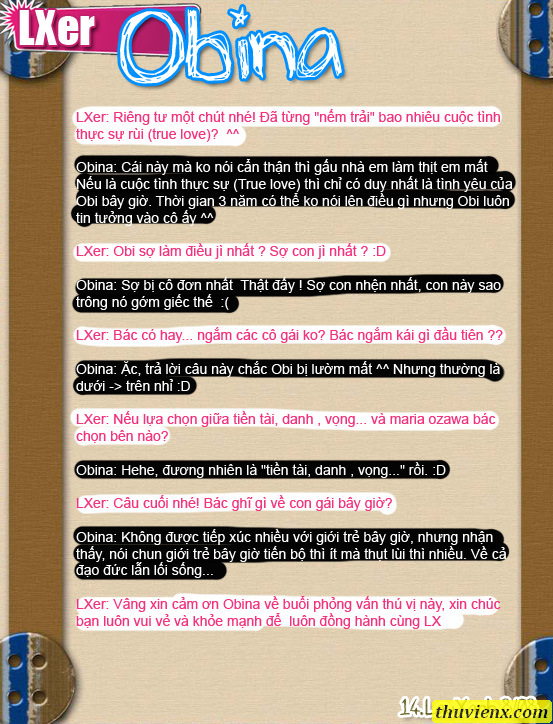 LXer
Obina
LXer: Riêng tư một chút nhé! Đã từng "nếm trải" bao nhiêu cuộc tình
thực sự rùi (true love)? ^^
Obina: Cái này mà ko nói cẩn thận thì gấu nhà em làm thịt em mất
Nếu là cuộc tình thực sự (True love) thì chỉ có duy nhất là tình yêu của
Obi bây giờ. Thời gian 3 năm có thể ko nói lên điều gì nhưng Obi luôn
tin tưởng vào cô ấy ^^
LXer: Obi sợ làm điều jì nhất ? Sợ con jì nhất ? :D
Obina: Sợ bị cô đơn nhất Thật đấy ! Sợ con nhện nhất, con này sao
trông nó gớm giếc thế :(
LXer: Bác có hay... ngắm các cô gái ko? Bác ngắm kái gì đầu tiên ??
Obina: Ặc, trả lời câu này chắc Obi bị lườm mất ^^ Nhưng thường là
dưới -> trên nhỉ :D
LXer: Nếu lựa chọn giữa tiền tài, danh , vọng... và maria ozawa bác
chọn bên nào?
Obina: Hehe, đương nhiên là "tiền tài, danh , vọng..." rồi. :D
LXer: Câu cuối nhé! Bác ghĩ gì về con gái bây giờ?
Obina: Không được tiếp xúc nhiều với giới trẻ bây giờ, nhưng nhận
thấy, nói chun giới trẻ bây giờ tiến bộ thì ít mà thụt lùi thì nhiều. Về cả
đạo đức lẫn lối sống...
LXer: Vâng xin cảm ơn Obina về buổi phỏng vấn thú vị này, xin chúc
bạn luôn vui vẻ và khỏe mạnh để luôn đồng hành cùng LX
thuvienx.com